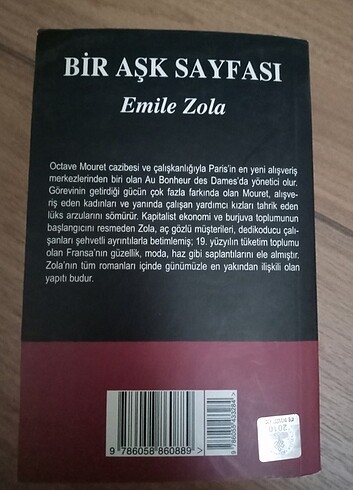 BİR AŞK SAYFASI
Emile Zola
Octave Mouret cazibesi ve çalışkanlığıyla Paris'in en yeni alışveriş
merkezlerinden biri olan Au Bonheur des Dames'da yönetici olur.
Görevinin getirdiği gücün çok fazla farkında olan Mouret, alışve-
riş eden kadınları ve yanında çalışan yardımcı kızları tahrik eden
lüks arzularını sömürür. Kapitalist ekonomi ve burjuva toplumunun
başlangıcını resmeden Zola, aç gözlü müşterileri, dedikoducu çalı-
şanları şehvetli ayrıntılarla betimlemiş; 19. yüzyılın tüketim toplumu
olan Fransa'nın güzellik, moda, haz gibi saplantılarını ele almıştır.
Zola'nın tüm romanları içinde günümüzle en yakından ilişkili olan
yapıtı budur.
9 786058 860889 >
2010